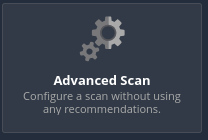 Advanced Scan
Configure a scan without using
any recommendations.